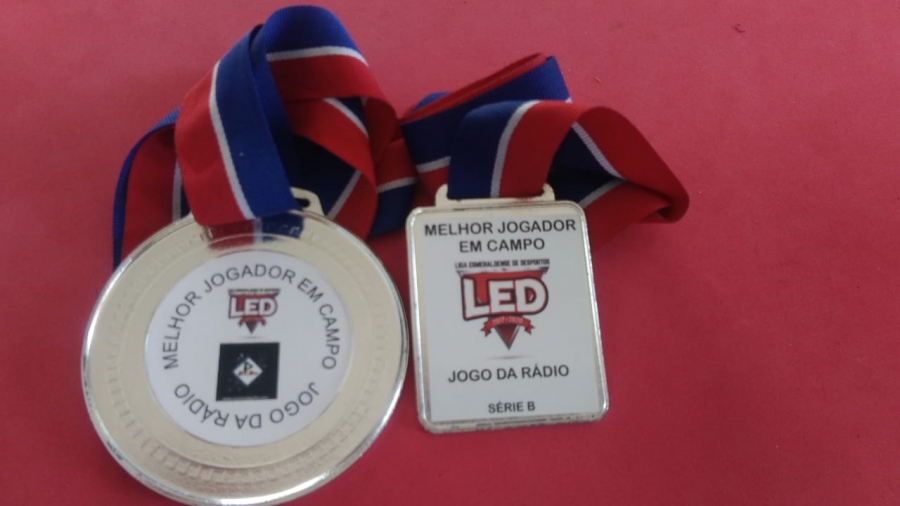 MELHOR JOGADOR EM CAMPO
LED
JOGO DA RÁDIO
MELHOR JOGADOR
EM CAMPO
LIGA ESMERALDENSE DE DESPORTOS
LED
JOGO DA RÁDIO
SÉRIE B